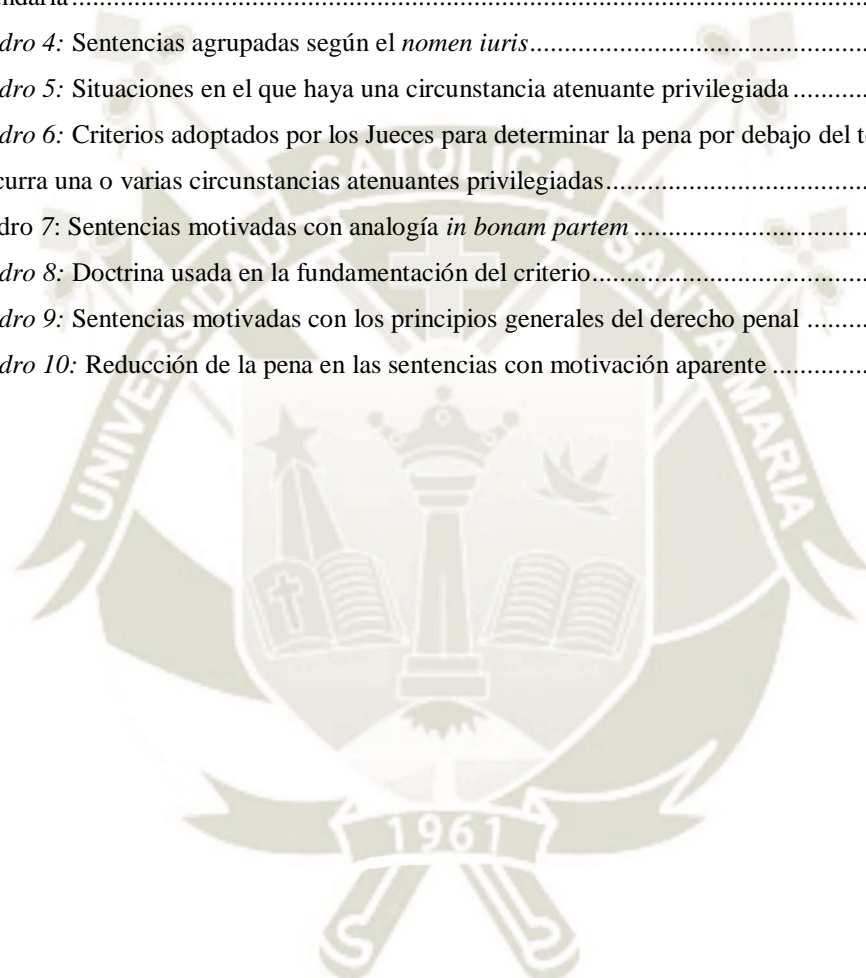 ndaria
dro 4: Sentencias agrupadas según el nomen iuris
dro 5: Situaciones en el que haya una circunstancia atenuante privilegiada
dro 6: Criterios adoptados por los Jueces para determinar la pena por debajo del t
curra una o varias circunstancias atenuantes privilegiadas
dro 7: Sentencias motivadas con analogía in bonam partem
dro 8: Doctrina usada en la fundamentación del criterio
dro 9: Sentencias motivadas con los principios generales del derecho penal
dro 10: Reducción de la pena en las sentencias con motivación aparente
UNIVERSIDAD CATOLICA SANTA MARIA
1961